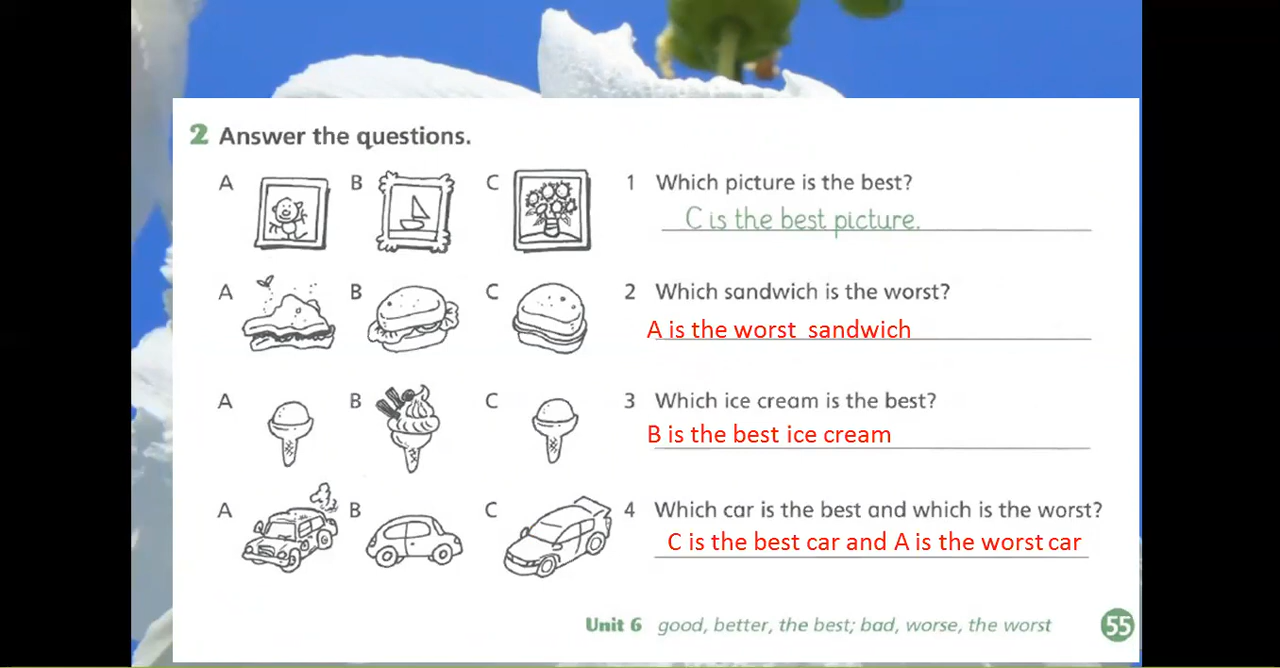 2 Answer the questions.
A B C 1 Which picture is the best?
C is the best picture.
A B C 2 Which sandwich is the worst?
A is the worst sandwich
A B C 3 Which ice cream is the best?
B is the best ice cream
A B C 4 Which car is the best and which is the worst?
C is the best car and A is the worst car
Unit 6 good, better, the best; bad, worse, the worst 55